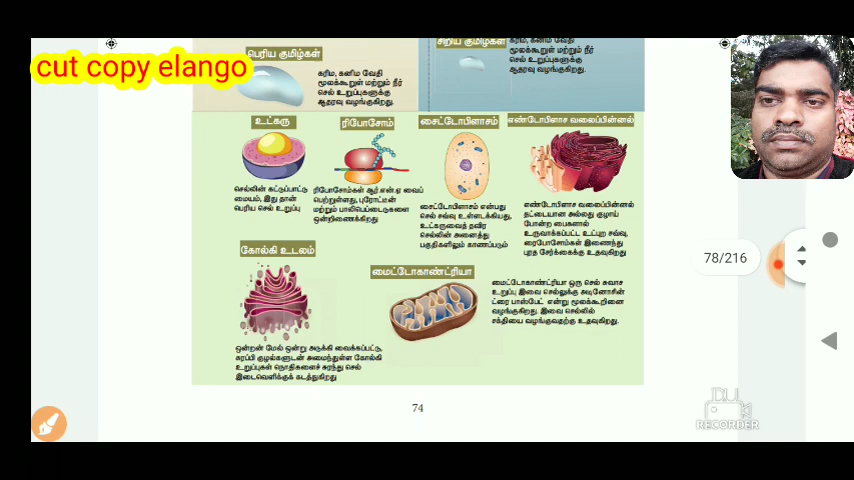 cut copy elango
பெரிய குமிழ்கள்
கரிம, கனிம வேதி
மூலக்கூறுள் மற்றும் நீர்
செல் உறுப்புகளுக்கு
ஆதரவு வழங்குகிறது.
சிறிய குமிழ்கள்
கரிம, கனிம வேதி
மூலக்கூறுள் மற்றும் நீர்
செல் உறுப்புகளுக்கு
ஆதரவு வழங்குகிறது.
உட்கரு
செல்லின் கட்டுப்பாட்டு
மையம், இது தான்
பெரிய செல் உறுப்பு
ரிபோசோம்
ரிபோசோம்கள் ஆர்.என்.ஏ வைப்
பெற்றுள்ளது, புரோட்டீன்
மற்றும் பாலிபெப்டைடுகளை
ஒன்றிணைக்கிறது
சைட்டோபிளாசம்
சைட்டோபிளாசம் என்பது
செல் சவ்வு உள்ளடக்கியது,
உட்கருவைத் தவிர
செல்லின் அனைத்து
பகுதிகளிலும் காணப்படும்
எண்டோபிளாச வலைப்பின்னல்
எண்டோபிளாச வலைப்பின்னல்
தட்டையான அல்லது குழாய்
போன்ற பைகளால்
உருவாக்கப்பட்ட உட்புற சவ்வு,
ரைபோசோம்கள் இணைந்து
புரத சேர்க்கைக்கு உதவுகிறது
கோல்கி உடலம்
ஒன்றன் மேல் ஒன்று அடுக்கி வைக்கப்பட்டு,
சுரப்பி குழல்களுடன் அமைந்துள்ள கோல்கி
உறுப்புகள் நொதிகளைச் சுரந்து செல்
இடைவெளிக்குக் கடத்துகிறது
மைட்டோகாண்ட்ரியா
மைட்டோகாண்ட்ரியா ஒரு செல் சுவாச
உறுப்பு இவை செல்லுக்கு அடினோசின்
ட்ரை பாஸ்பேட் என்று மூலக்கூறினை
வழங்குகிறது. இவை செல்லில்
சக்தியை வழங்குவதற்கு உதவுகிறது.
74
78/216
DU
RECORDER